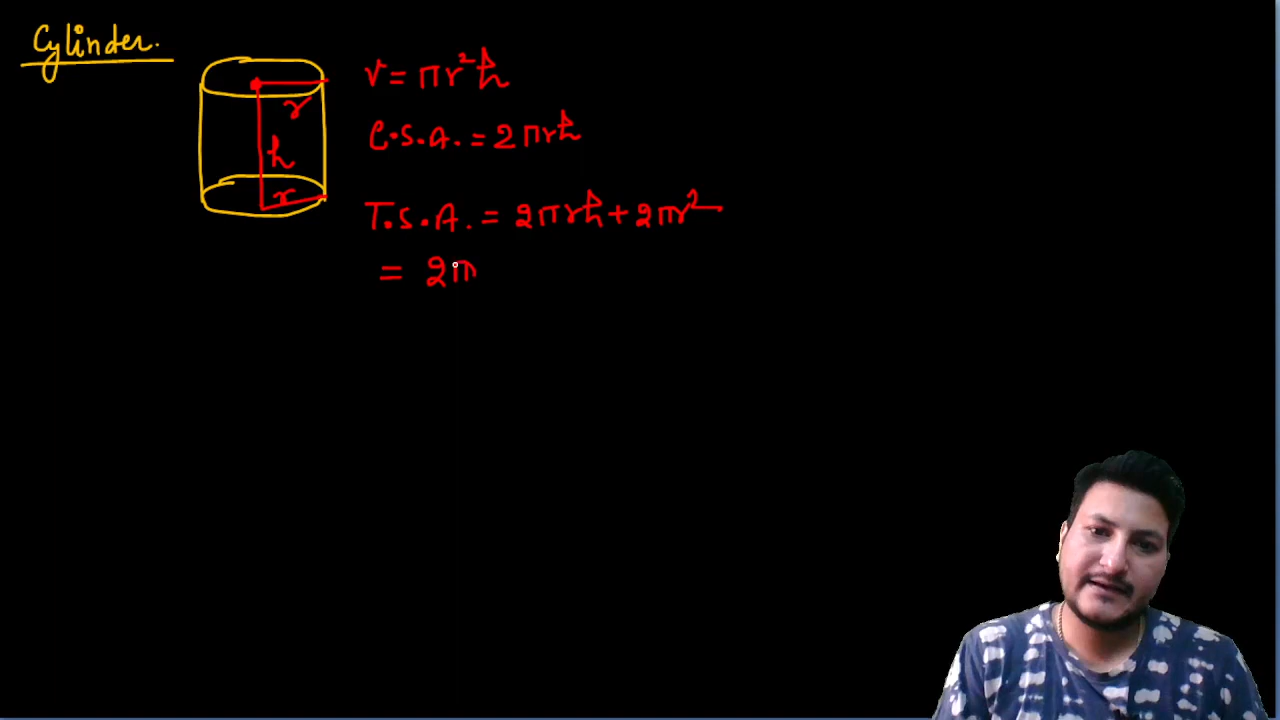 Cylinder.
r
h
r
V = πr²h
C.S.A. = 2πrh
T.S.A. = 2πrh + 2πr²
= 2π